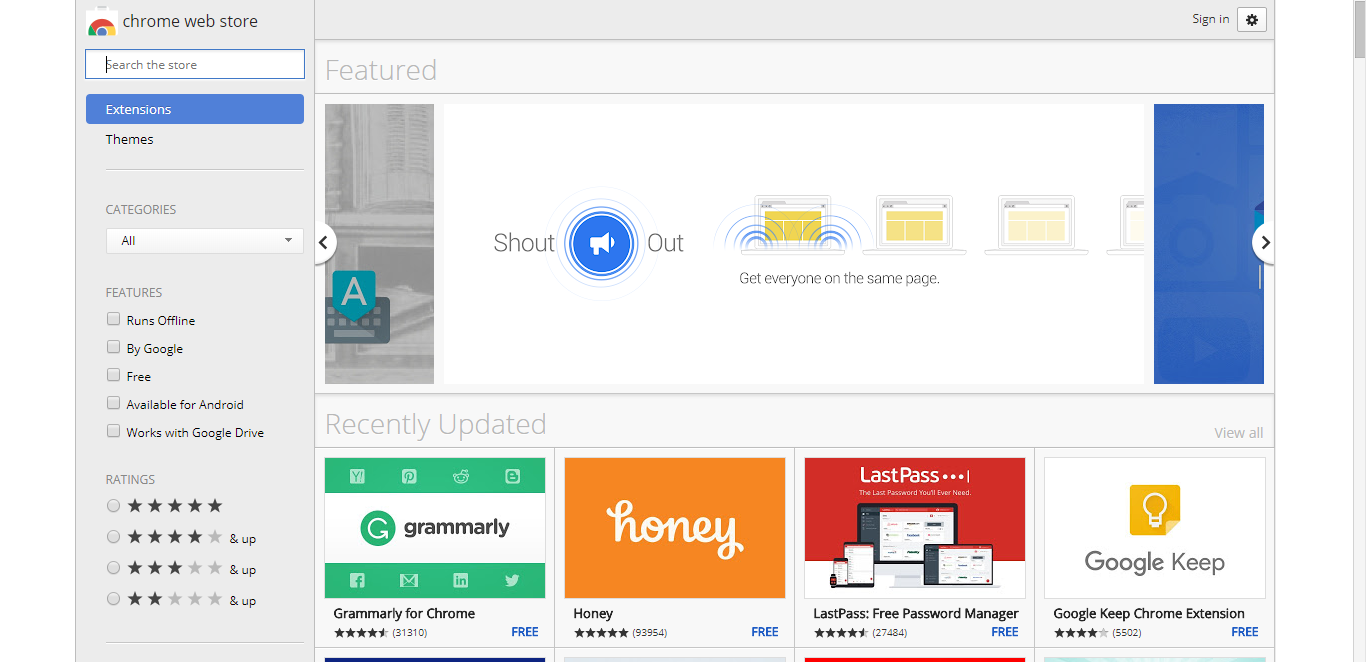 chrome web store
Sign in
Search the store
Extensions
Themes
CATEGORIES
All
FEATURES
Runs Offline
By Google
Free
Available for Android
Works with Google Drive
RATINGS
& up
& up
& up
Featured
A
Shout Out
Get everyone on the same page.
Recently Updated
View all
grammarly
Grammarly for Chrome
(31310) FREE
honey
Honey
(93954) FREE
LastPass•••|
The Last Password You'll Ever Need.
LastPass: Free Password Manager
(27484) FREE
Google Keep
Google Keep Chrome Extension
(5502) FREE